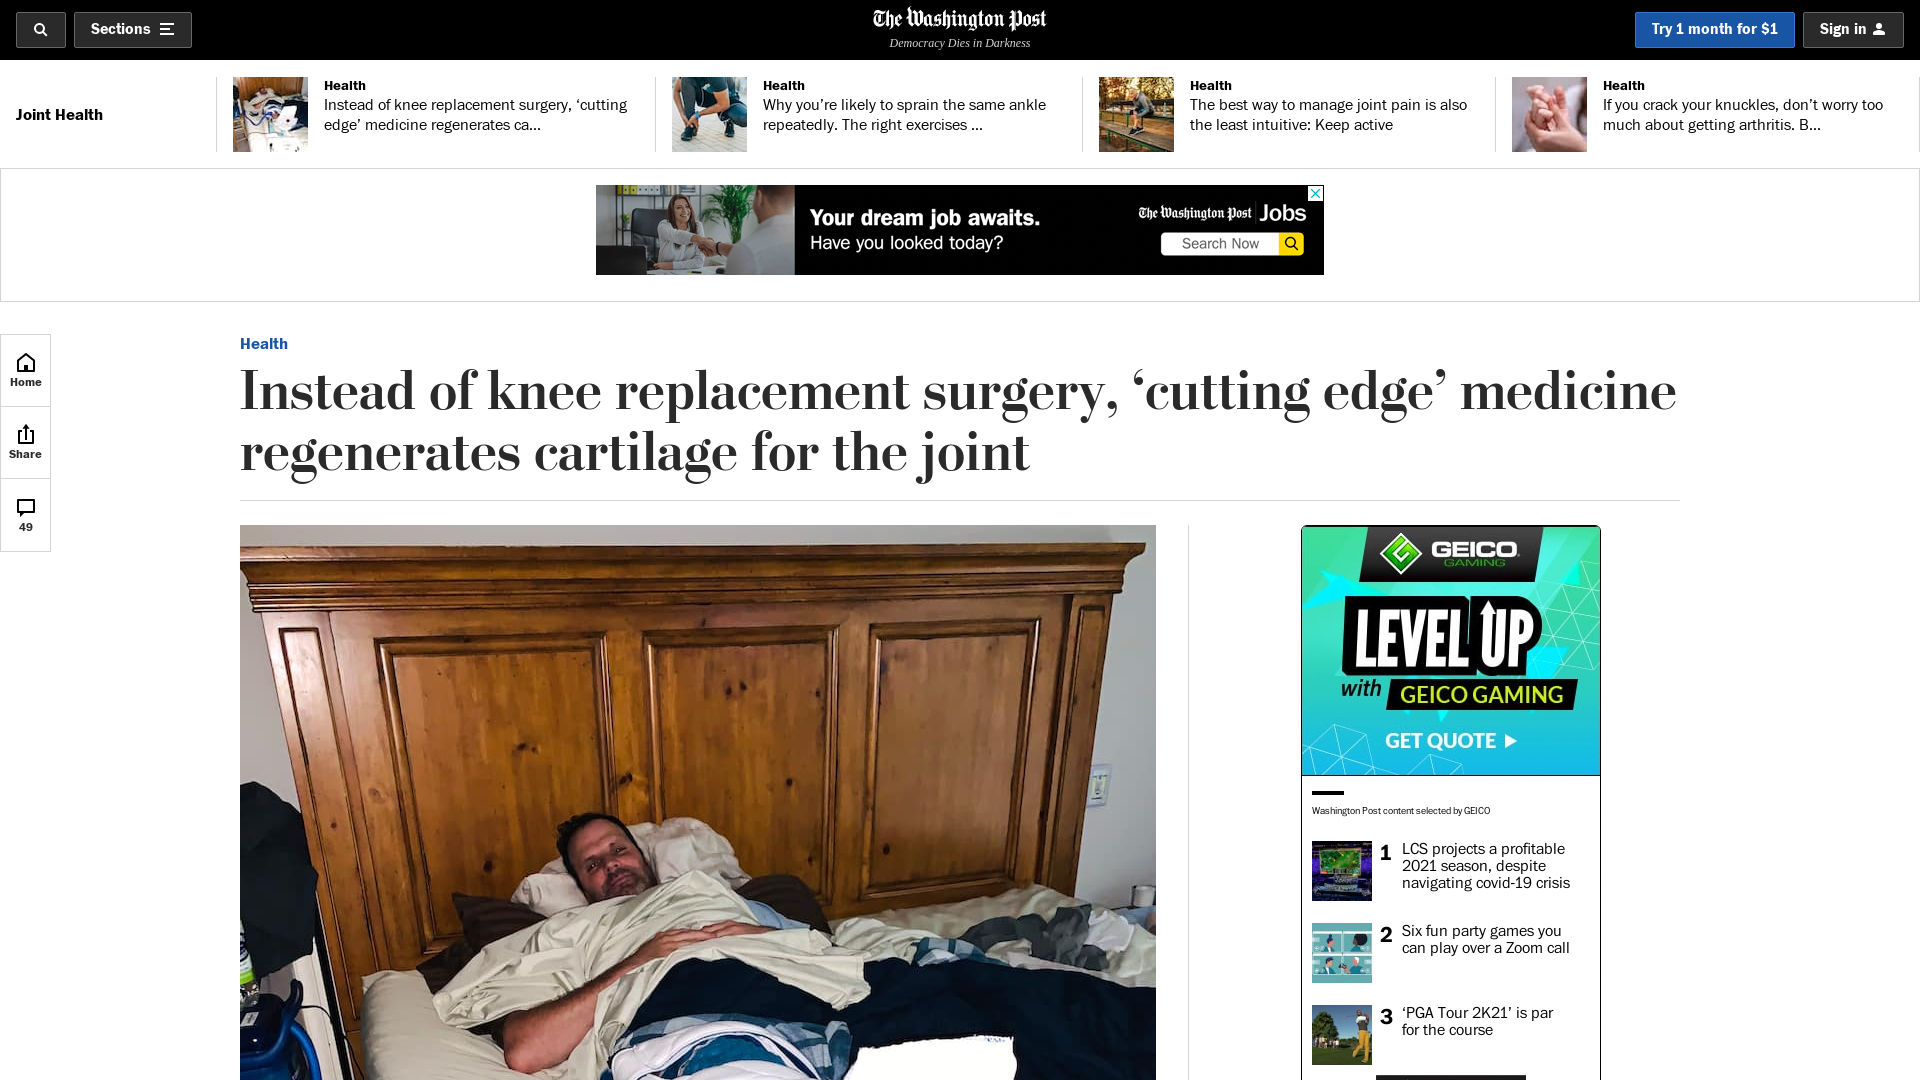 Sections
The Washington Post
Democracy Dies in Darkness
Try 1 month for $1
Sign in
Joint Health
Health
Instead of knee replacement surgery, ‘cutting
edge’ medicine regenerates ca...
Health
Why you’re likely to sprain the same ankle
repeatedly. The right exercises ...
Health
The best way to manage joint pain is also
the least intuitive: Keep active
Health
If you crack your knuckles, don’t worry too
much about getting arthritis. B...
Your dream job awaits.
Have you looked today?
The Washington Post Jobs
Search Now
Home
Share
49
Health
Instead of knee replacement surgery, ‘cutting edge’ medicine
regenerates cartilage for the joint
GEICO
GAMING
LEVEL UP
with GEICO GAMING
GET QUOTE
Washington Post content selected by GEICO
1 LCS projects a profitable
2021 season, despite
navigating covid-19 crisis
2 Six fun party games you
can play over a Zoom call
3 ‘PGA Tour 2K21’ is par
for the course